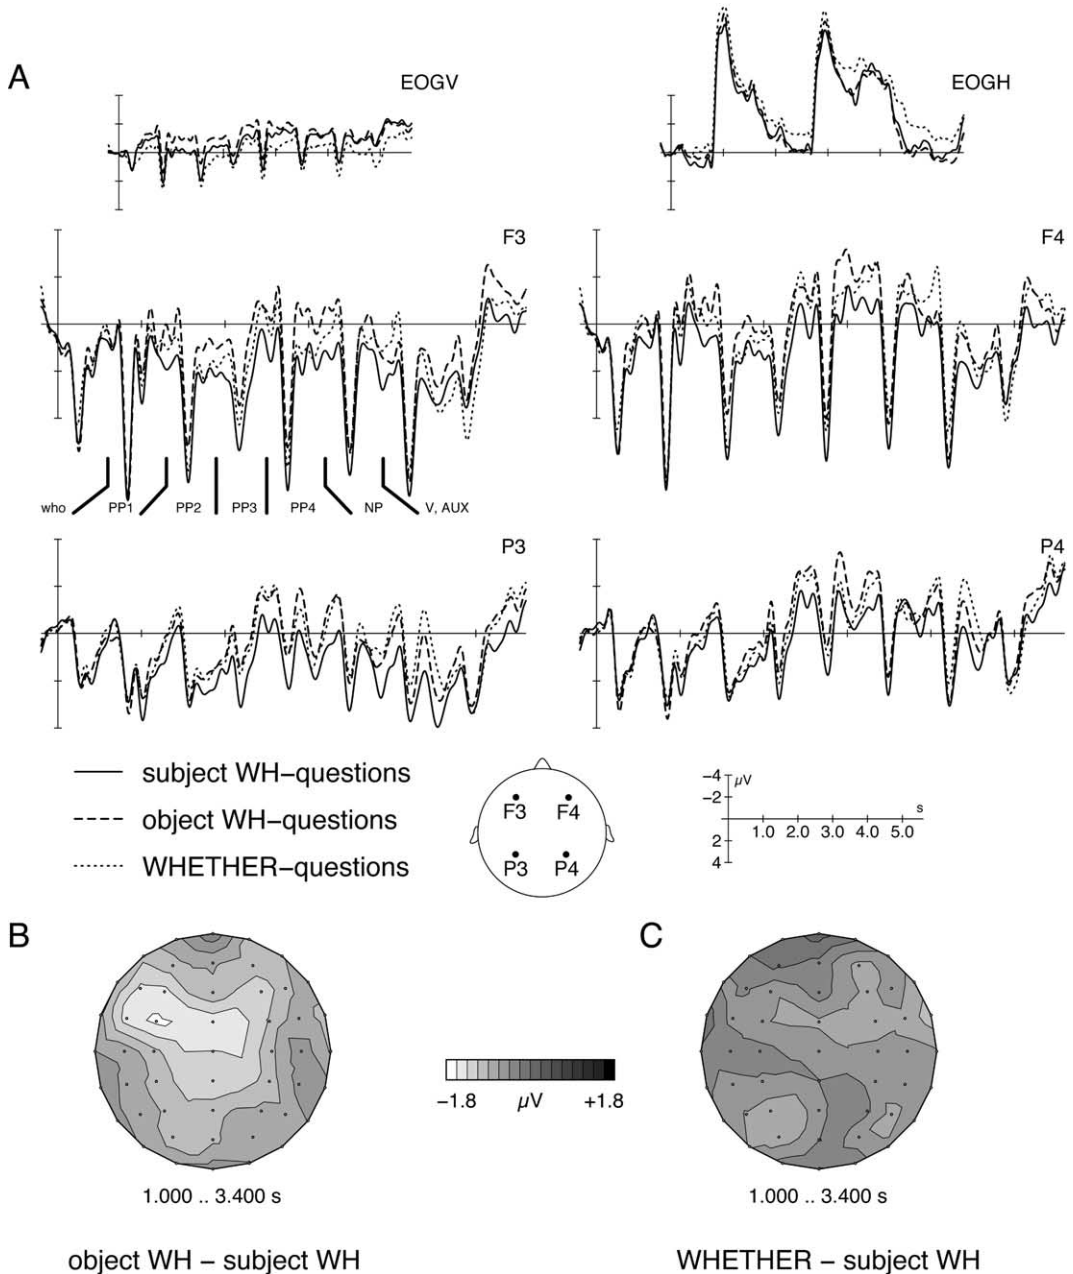 A
EOGV
EOGH
F3
F4
who PP1 PP2 PP3 PP4 NP V, AUX
P3
P4
subject WH–questions
object WH–questions
WHETHER–questions
F3 F4
P3 P4
−4 μV
−2
s
1.0 2.0 3.0 4.0 5.0
2
4
B
C
−1.8 μV +1.8
1.000 .. 3.400 s
1.000 .. 3.400 s
object WH – subject WH
WHETHER – subject WH